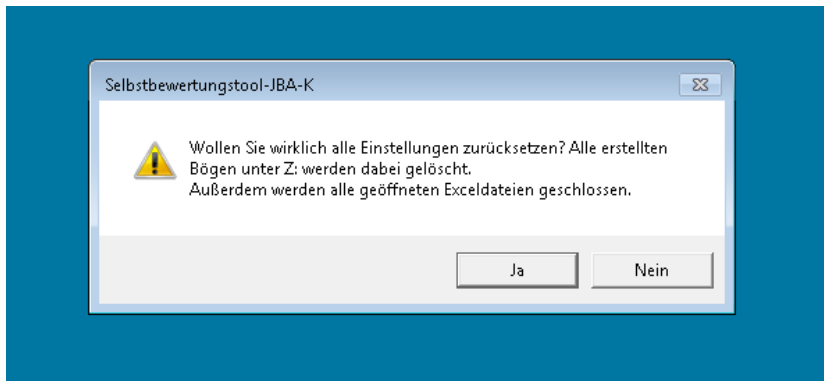 Selbstbewertungstool-JBA-K
Wollen Sie wirklich alle Einstellungen zurücksetzen? Alle erstellten
Bögen unter Z: werden dabei gelöscht.
Außerdem werden alle geöffneten Exceldateien geschlossen.
Ja
Nein